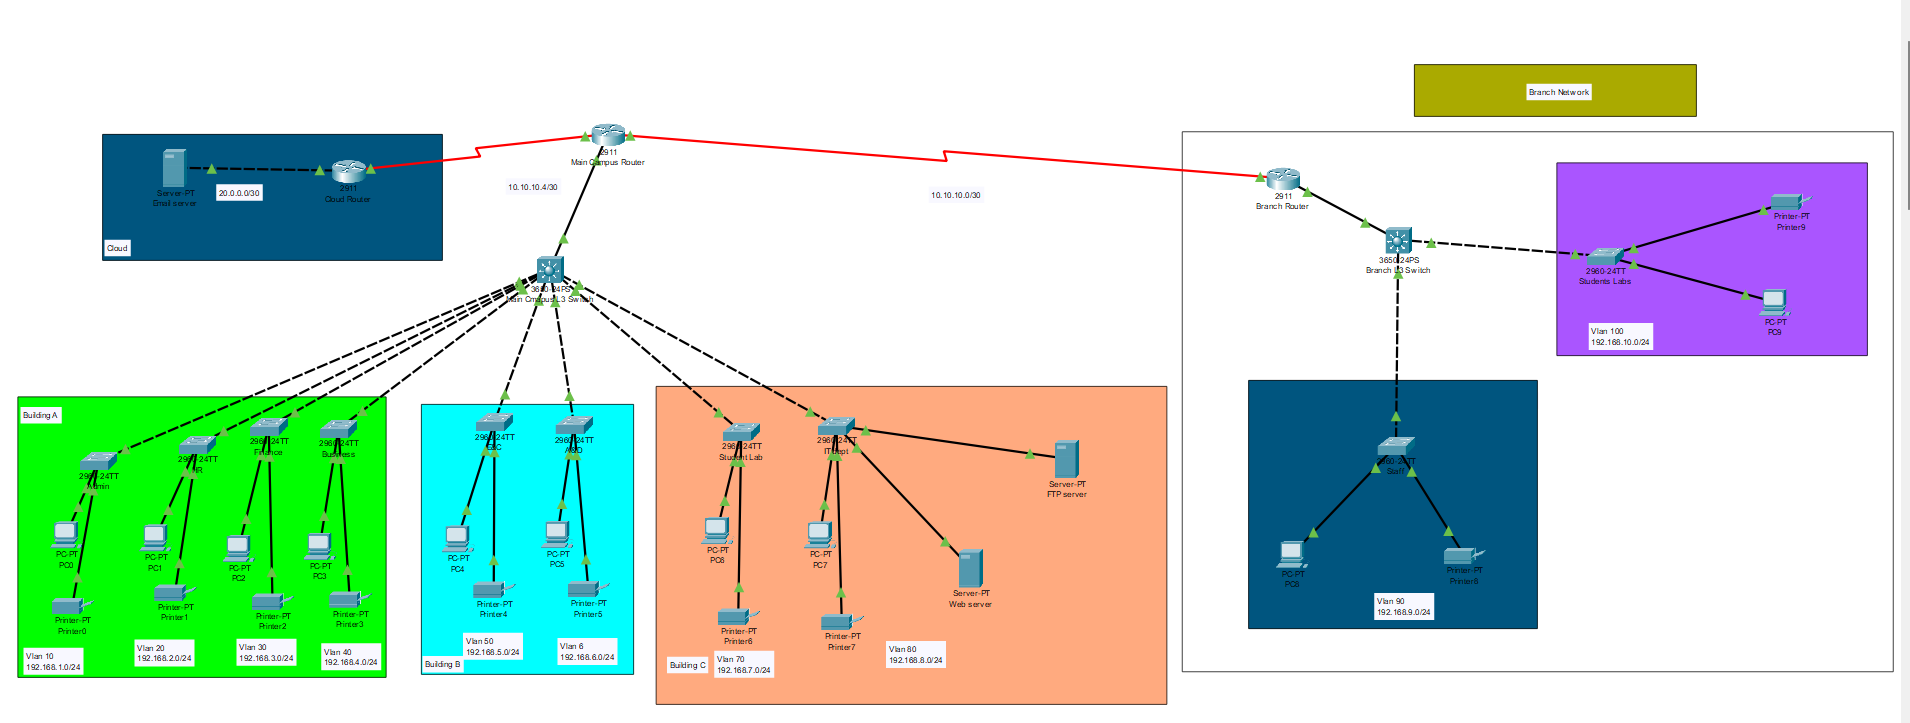 Branch Network
2911
Main Campus Router
Server-PT
Email server
20.0.0.0/30
2911
Cloud Router
Cloud
10.10.10.4/30
10.10.10.0/30
2911
Branch Router
3650-24PS
Branch L3 Switch
Printer-PT
Printer9
2960-24TT
Students Labs
PC-PT
PC9
Vlan 100
192.168.10.0/24
3650-24PS
Main Cmapus L3 Switch
Building A
2960-24TT
Admin
2960-24TT
HR
2960-24TT
Finance
2960-24TT
Business
PC-PT
PC0
PC-PT
PC1
PC-PT
PC2
PC-PT
PC3
Printer-PT
Printer0
Printer-PT
Printer1
Printer-PT
Printer2
Printer-PT
Printer3
Vlan 10
192.168.1.0/24
Vlan 20
192.168.2.0/24
Vlan 30
192.168.3.0/24
Vlan 40
192.168.4.0/24
2960-24TT
2960-24TT
PC-PT
PC4
PC-PT
PC5
Printer-PT
Printer4
Printer-PT
Printer5
Building B
Vlan 50
192.168.5.0/24
Vlan 6
192.168.6.0/24
2960-24TT
Student Lab
2960-24TT
IT dept
Server-PT
FTP server
PC-PT
PC6
PC-PT
PC7
Server-PT
Web server
Printer-PT
Printer6
Printer-PT
Printer7
Building C
Vlan 70
192.168.7.0/24
Vlan 80
192.168.8.0/24
2960-24TT
Staff
PC-PT
PC8
Printer-PT
Printer8
Vlan 90
192.168.9.0/24